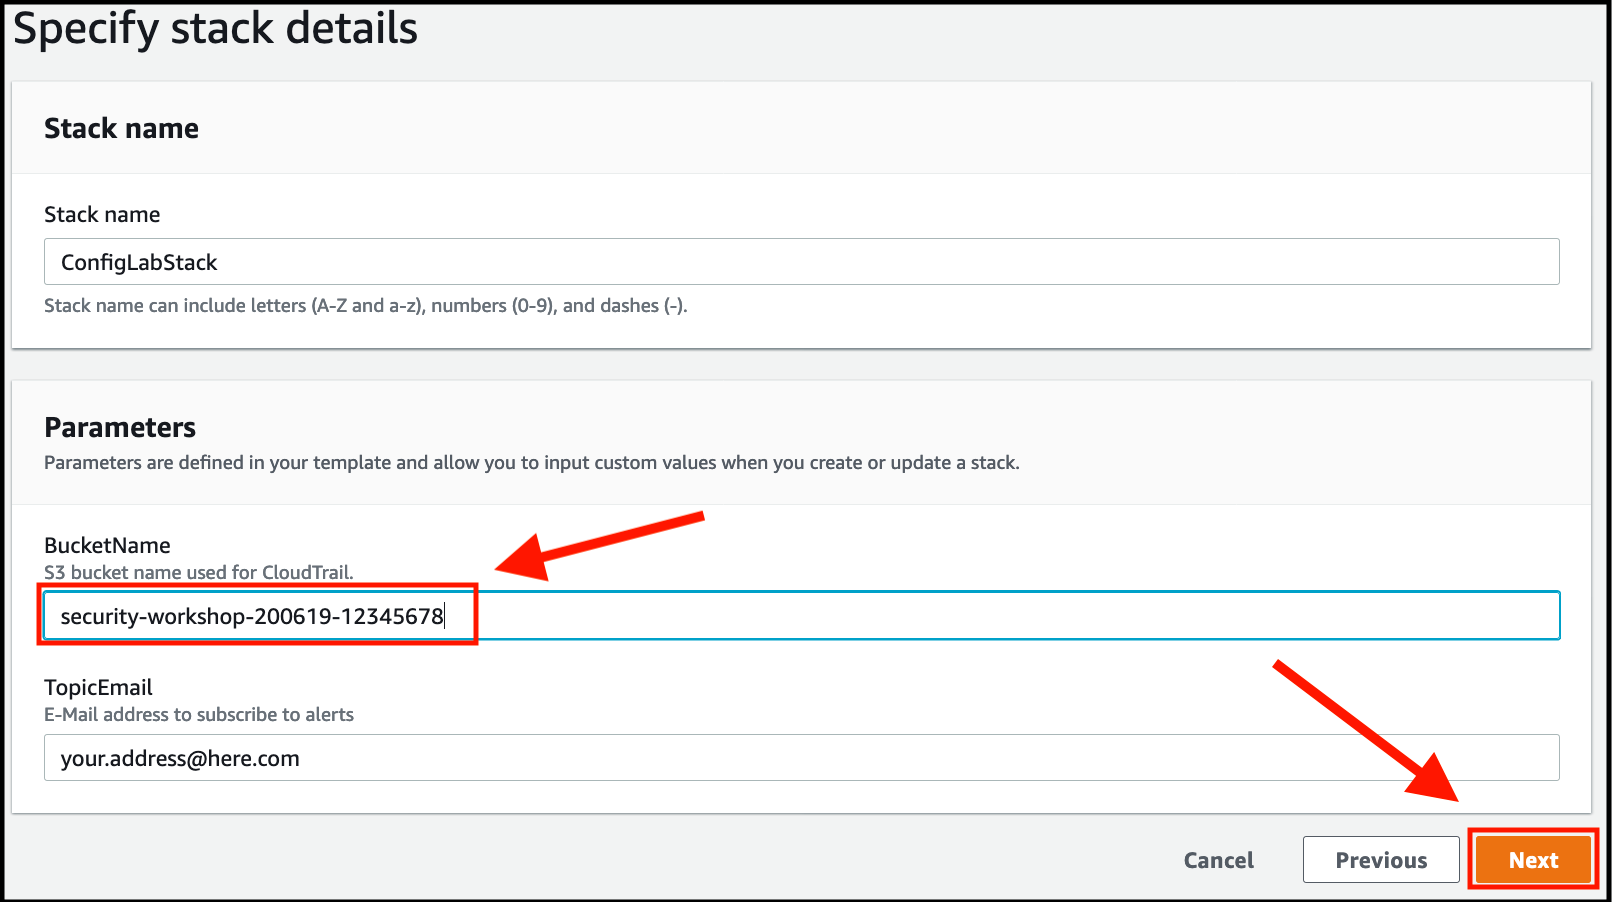 Specify stack details
Stack name
Stack name
ConfigLabStack
Stack name can include letters (A-Z and a-z), numbers (0-9), and dashes (-).
Parameters
Parameters are defined in your template and allow you to input custom values when you create or update a stack.
BucketName
S3 bucket name used for CloudTrail.
security-workshop-200619-12345678
TopicEmail
E-Mail address to subscribe to alerts
your.address@here.com
Cancel Previous Next